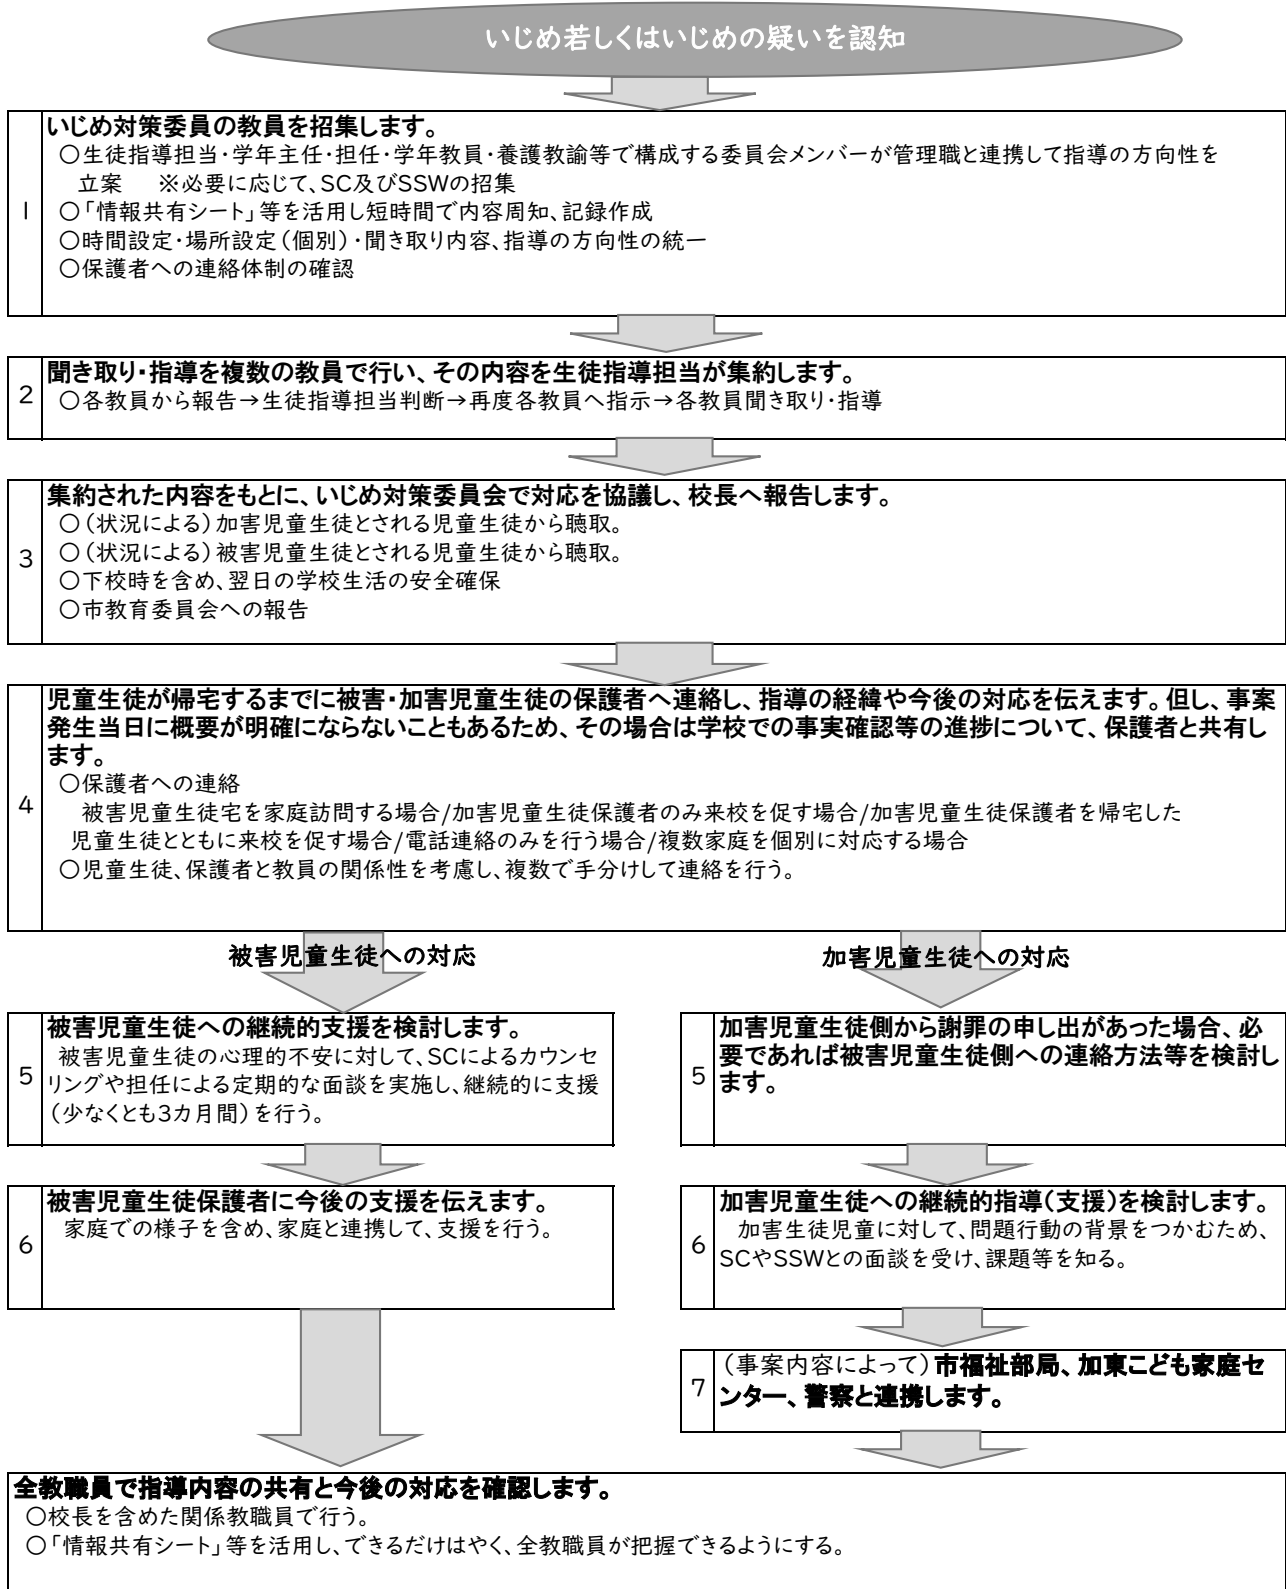 いじめ若しくはいじめの疑いを認知
1
いじめ対策委員の教員を招集します。
○生徒指導担当・学年主任・担任・学年教員・養護教諭等で構成する委員会メンバーが管理職と連携して指導の方向性を
立案　※必要に応じて、SC及びSSWの招集
○「情報共有シート」等を活用し短時間で内容周知、記録作成
○時間設定・場所設定（個別）・聞き取り内容、指導の方向性の統一
○保護者への連絡体制の確認
2
聞き取り・指導を複数の教員で行い、その内容を生徒指導担当が集約します。
○各教員から報告→生徒指導担当判断→再度各教員へ指示→各教員聞き取り・指導
3
集約された内容をもとに、いじめ対策委員会で対応を協議し、校長へ報告します。
○（状況による）加害児童生徒とされる児童生徒から聴取。
○（状況による）被害児童生徒とされる児童生徒から聴取。
○下校時を含め、翌日の学校生活の安全確保
○市教育委員会への報告
4
児童生徒が帰宅するまでに被害・加害児童生徒の保護者へ連絡し、指導の経緯や今後の対応を伝えます。但し、事案
発生当日に概要が明確にならないこともあるため、その場合は学校での事実確認等の進捗について、保護者と共有し
ます。
○保護者への連絡
被害児童生徒宅を家庭訪問する場合/加害児童生徒保護者のみ来校を促す場合/加害児童生徒保護者を帰宅した
児童生徒とともに来校を促す場合/電話連絡のみを行う場合/複数家庭を個別に対応する場合
○児童生徒、保護者と教員の関係性を考慮し、複数で手分けして連絡を行う。
被害児童生徒への対応
5
被害児童生徒への継続的支援を検討します。
被害児童生徒の心理的不安に対して、SCによるカウンセ
リングや担任による定期的な面談を実施し、継続的に支援
（少なくとも3カ月間）を行う。
6
被害児童生徒保護者に今後の支援を伝えます。
家庭での様子を含め、家庭と連携して、支援を行う。
加害児童生徒への対応
5
加害児童生徒側から謝罪の申し出があった場合、必
要であれば被害児童生徒側への連絡方法等を検討し
ます。
6
加害児童生徒への継続的指導（支援）を検討します。
加害生徒児童に対して、問題行動の背景をつかむため、
SCやSSWとの面談を受け、課題等を知る。
7
（事案内容によって）市福祉部局、加東こども家庭セ
ンター、警察と連携します。
全教職員で指導内容の共有と今後の対応を確認します。
○校長を含めた関係教職員で行う。
○「情報共有シート」等を活用し、できるだけはやく、全教職員が把握できるようにする。